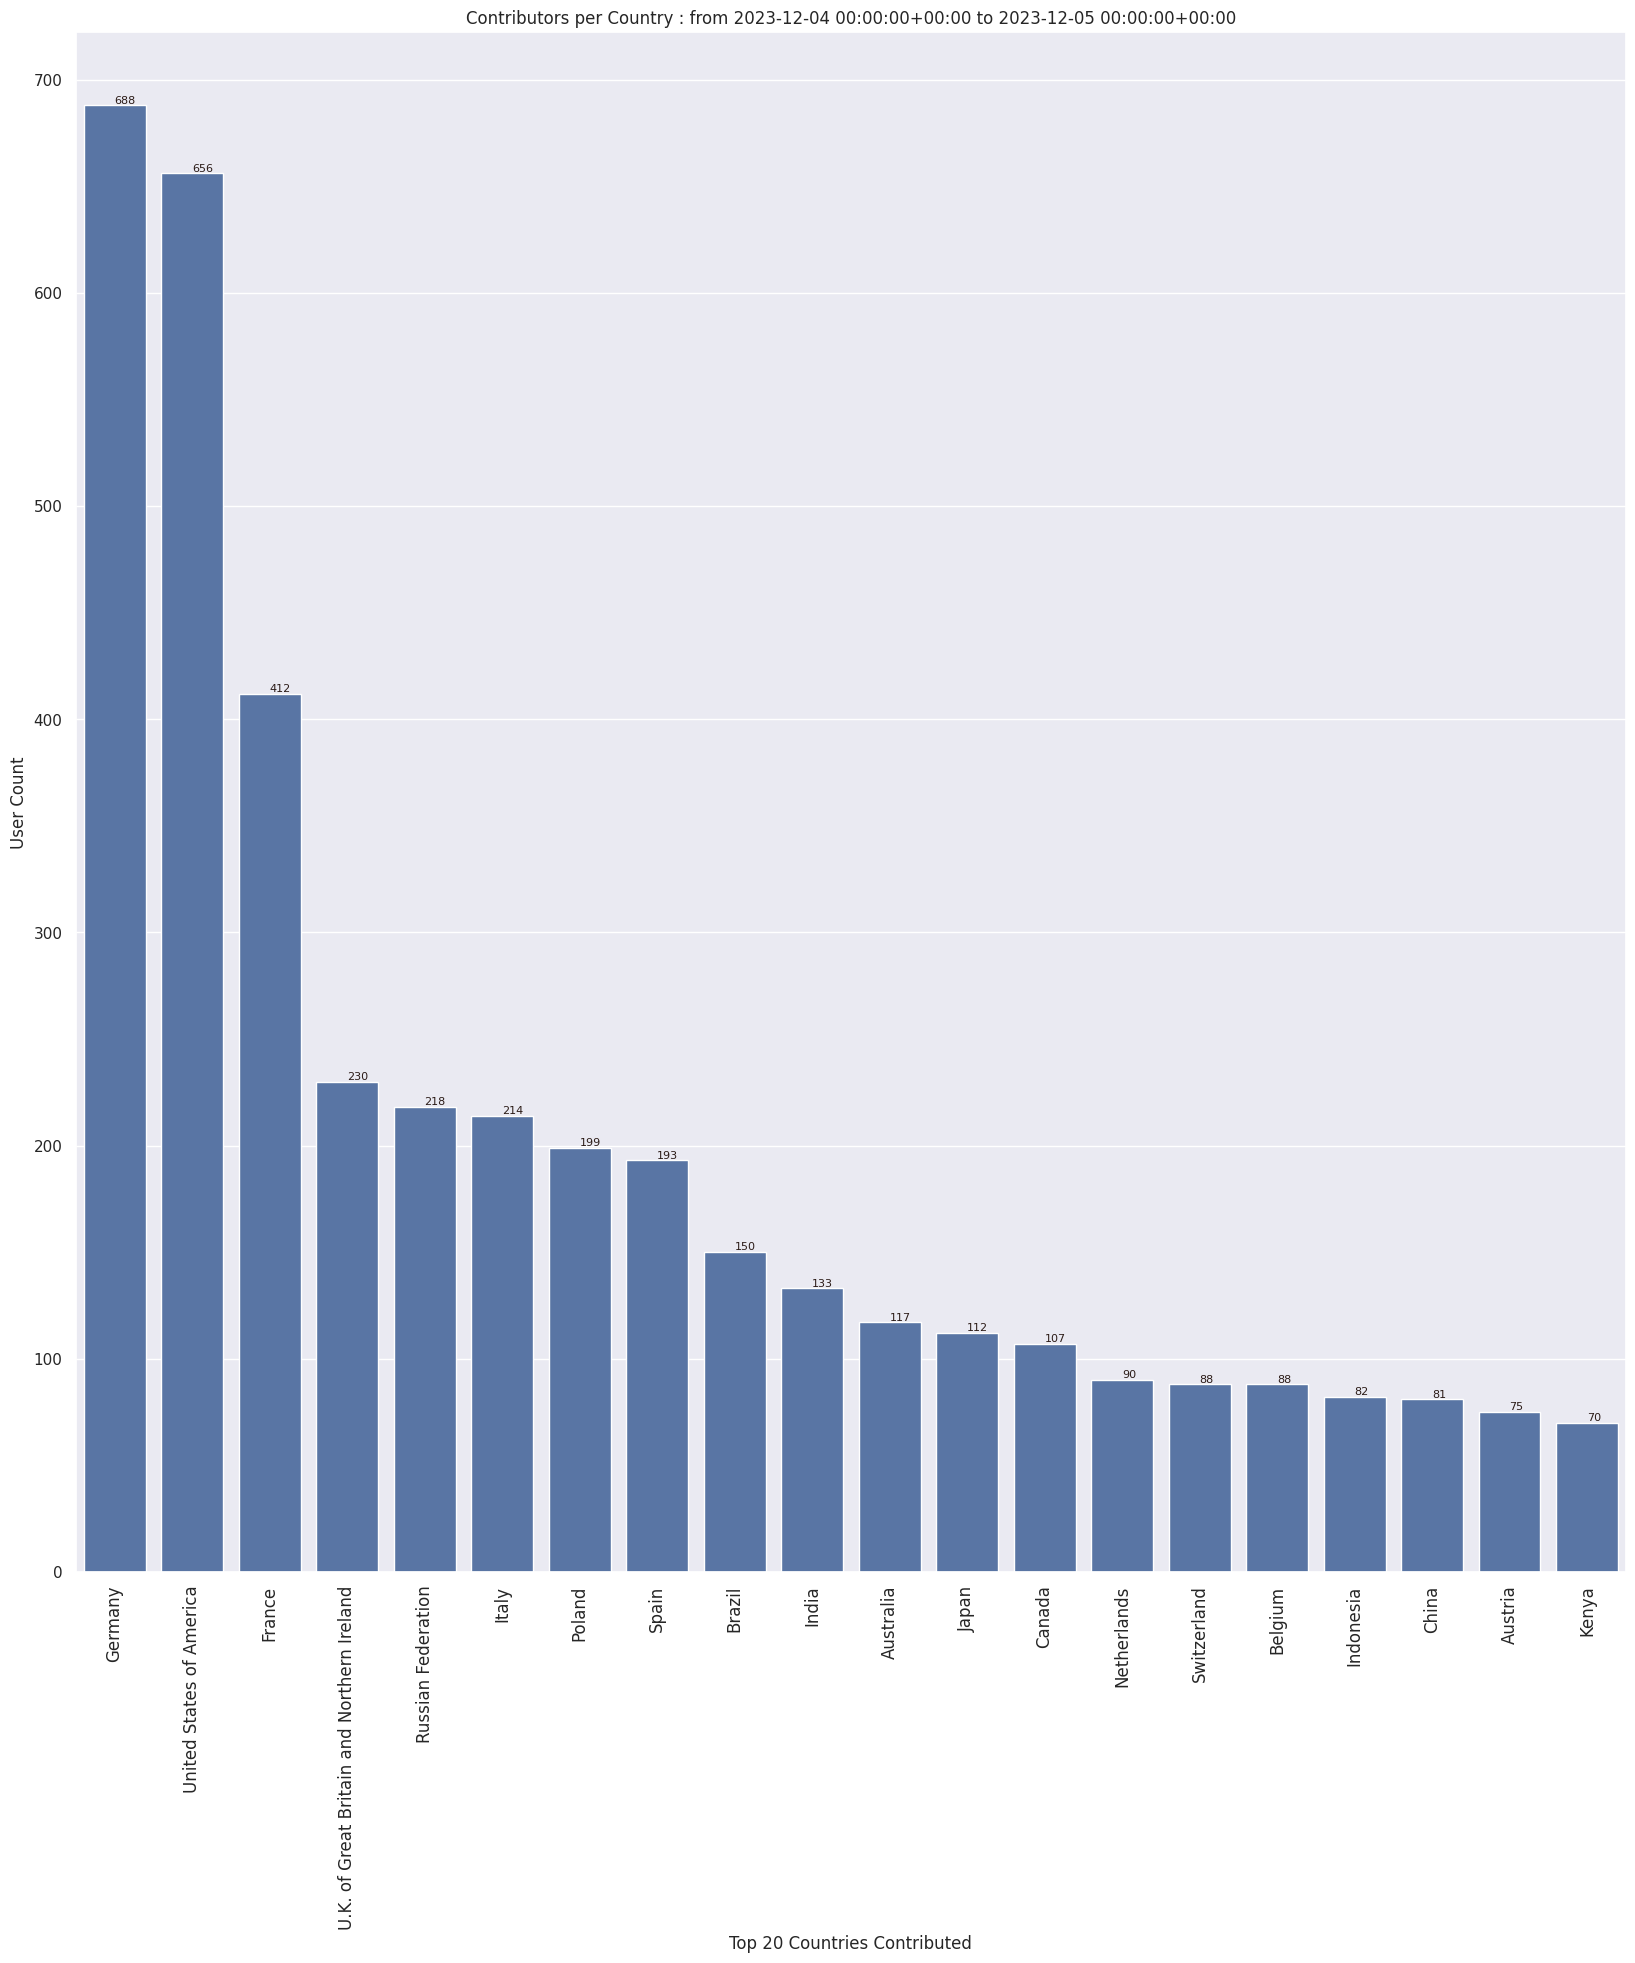 Contributors per Country : from 2023-12-04 00:00:00+00:00 to 2023-12-05 00:00:00+00:00
700
600
500
400
300
200
100
0
User Count
688
656
412
230
218
214
199
193
150
133
117
112
107
90
88
88
82
81
75
70
Germany
United States of America
France
U.K. of Great Britain and Northern Ireland
Russian Federation
Italy
Poland
Spain
Brazil
India
Australia
Japan
Canada
Netherlands
Switzerland
Belgium
Indonesia
China
Austria
Kenya
Top 20 Countries Contributed